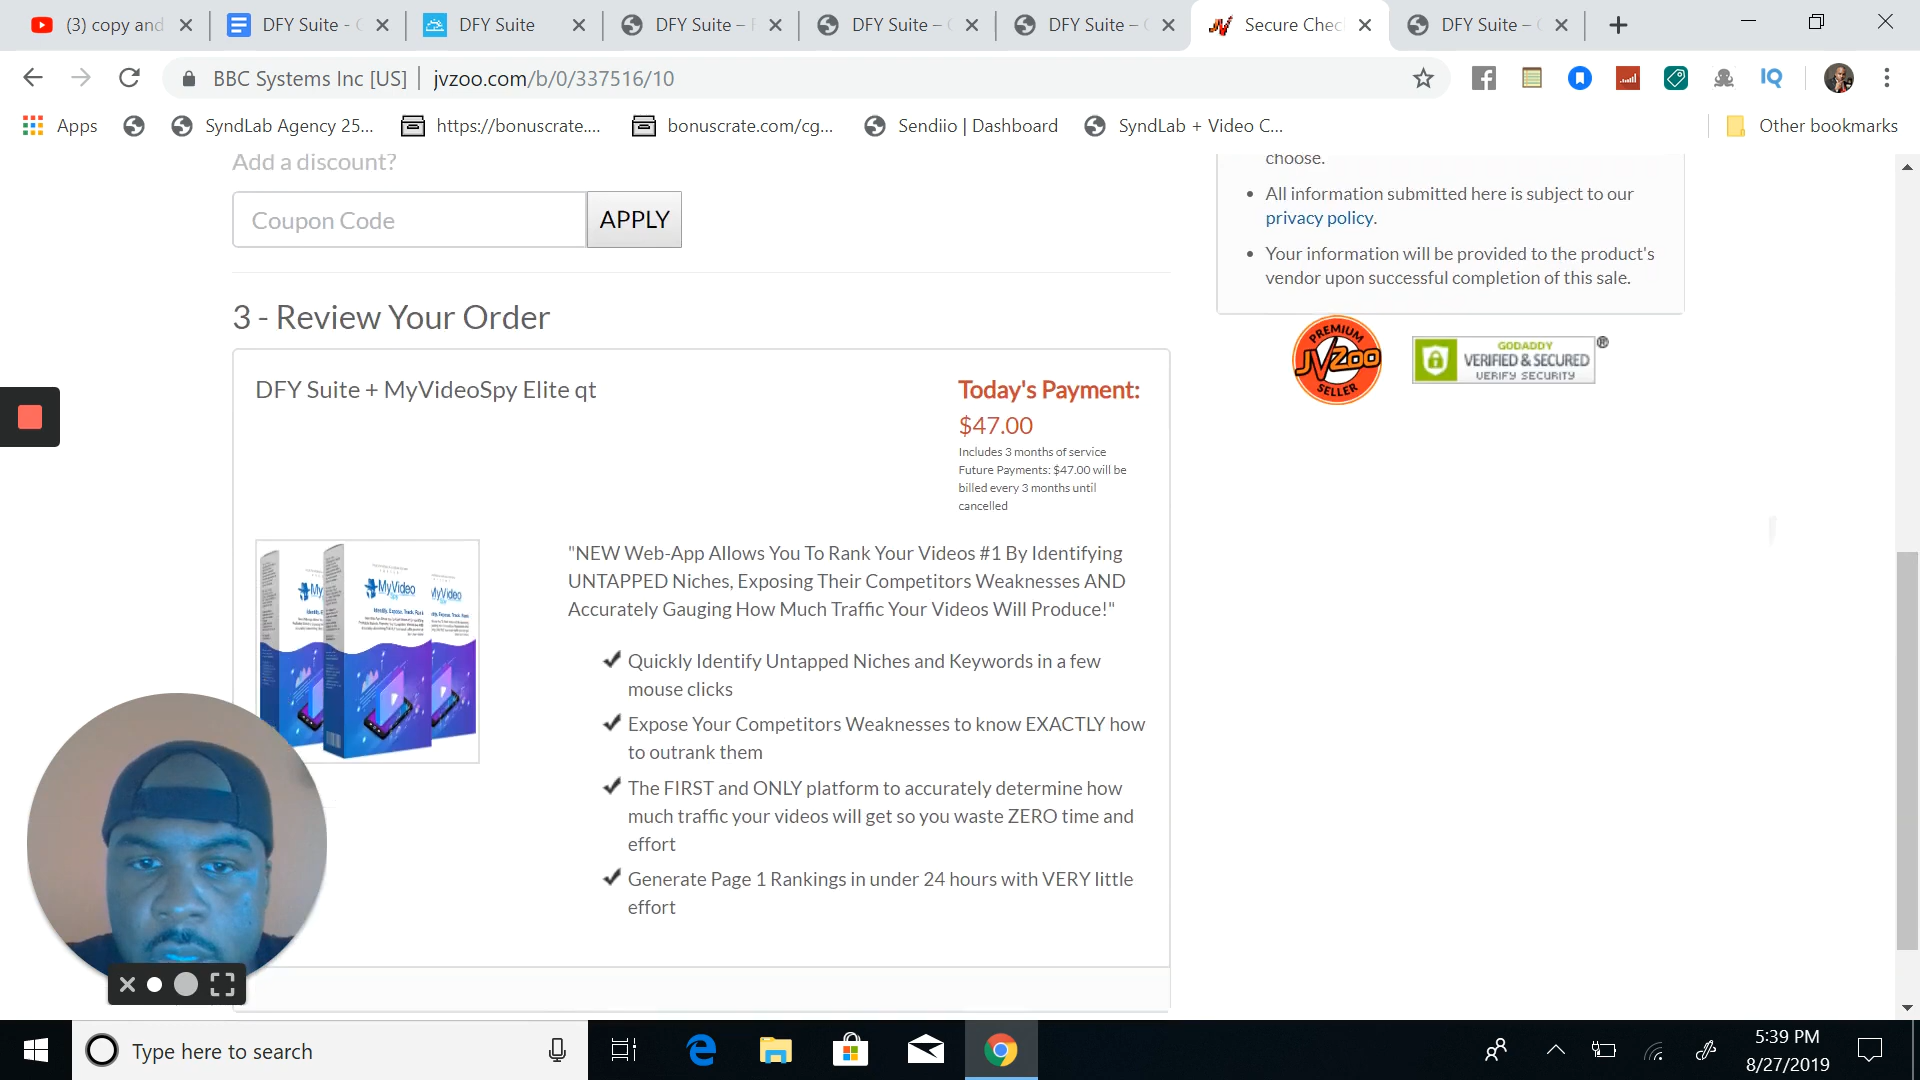 (3) copy and
DFY Suite - G
DFY Suite
DFY Suite – F
DFY Suite –
DFY Suite –
Secure Chec
DFY Suite –
BBC Systems Inc [US]
jvzoo.com/b/0/337516/10
Apps
SyndLab Agency 25...
https://bonuscrate....
bonuscrate.com/cg...
Sendiio | Dashboard
SyndLab + Video C...
Other bookmarks
IQ
Add a discount?
Coupon Code
APPLY
3 - Review Your Order
DFY Suite + MyVideoSpy Elite qt
Today's Payment:
$47.00
Includes 3 months of service
Future Payments: $47.00 will be
billed every 3 months until
cancelled
MyVideo
"NEW Web-App Allows You To Rank Your Videos #1 By Identifying
UNTAPPED Niches, Exposing Their Competitors Weaknesses AND
Accurately Gauging How Much Traffic Your Videos Will Produce!"
Quickly Identify Untapped Niches and Keywords in a few
mouse clicks
Expose Your Competitors Weaknesses to know EXACTLY how
to outrank them
The FIRST and ONLY platform to accurately determine how
much traffic your videos will get so you waste ZERO time and
effort
Generate Page 1 Rankings in under 24 hours with VERY little
effort
choose.
All information submitted here is subject to our
privacy policy.
Your information will be provided to the product's
vendor upon successful completion of this sale.
PREMIUM
JVZoo
SELLER
GODADDY
VERIFIED & SECURED
VERIFY SECURITY
®
Type here to search
5:39 PM
8/27/2019